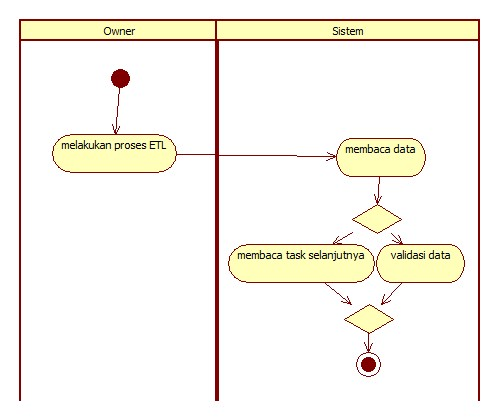 Owner
Sistem
melakukan proses ETL
membaca data
membaca task selanjutnya
validasi data